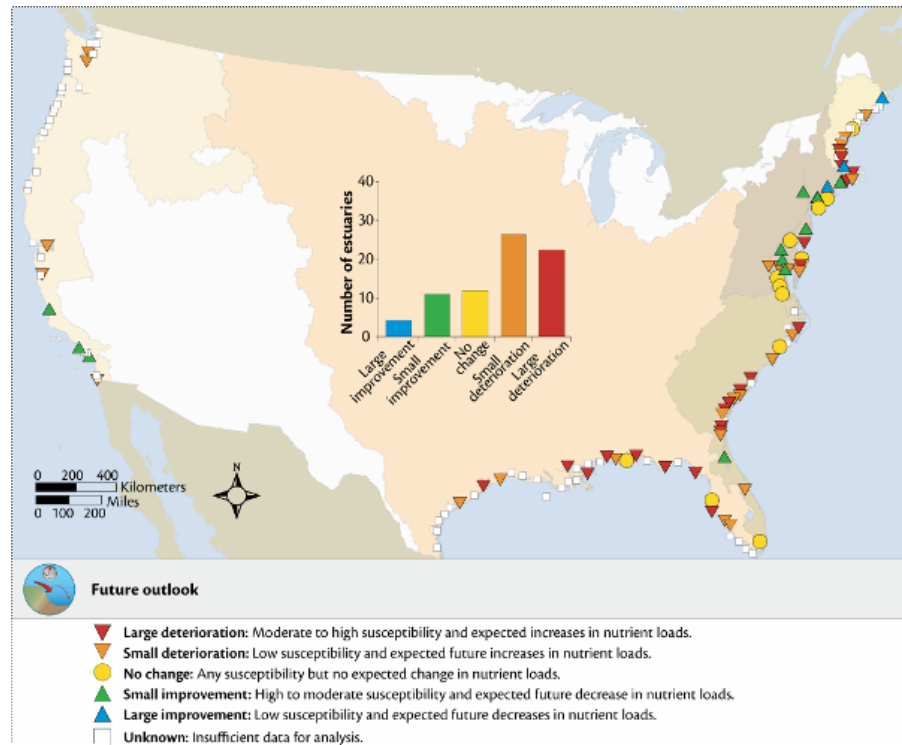 40
30
20
10
0
Number of estuaries
Large improvement
Small improvement
No change
Small deterioration
Large deterioration
N
0 200 400
Kilometers
Miles
0 100 200
Future outlook
Large deterioration: Moderate to high susceptibility and expected increases in nutrient loads.
Small deterioration: Low susceptibility and expected future increases in nutrient loads.
No change: Any susceptibility but no expected change in nutrient loads.
Small improvement: High to moderate susceptibility and expected future decrease in nutrient loads.
Large improvement: Low susceptibility and expected future decreases in nutrient loads.
Unknown: Insufficient data for analysis.